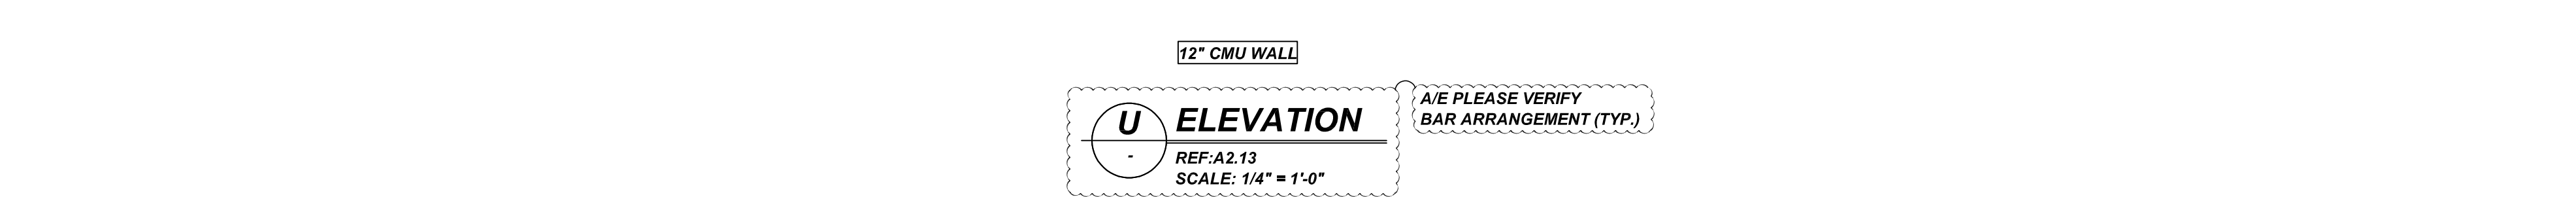 12" CMU WALL
U
-
ELEVATION
REF:A2.13
SCALE: 1/4" = 1'-0"
A/E PLEASE VERIFY
BAR ARRANGEMENT (TYP.)